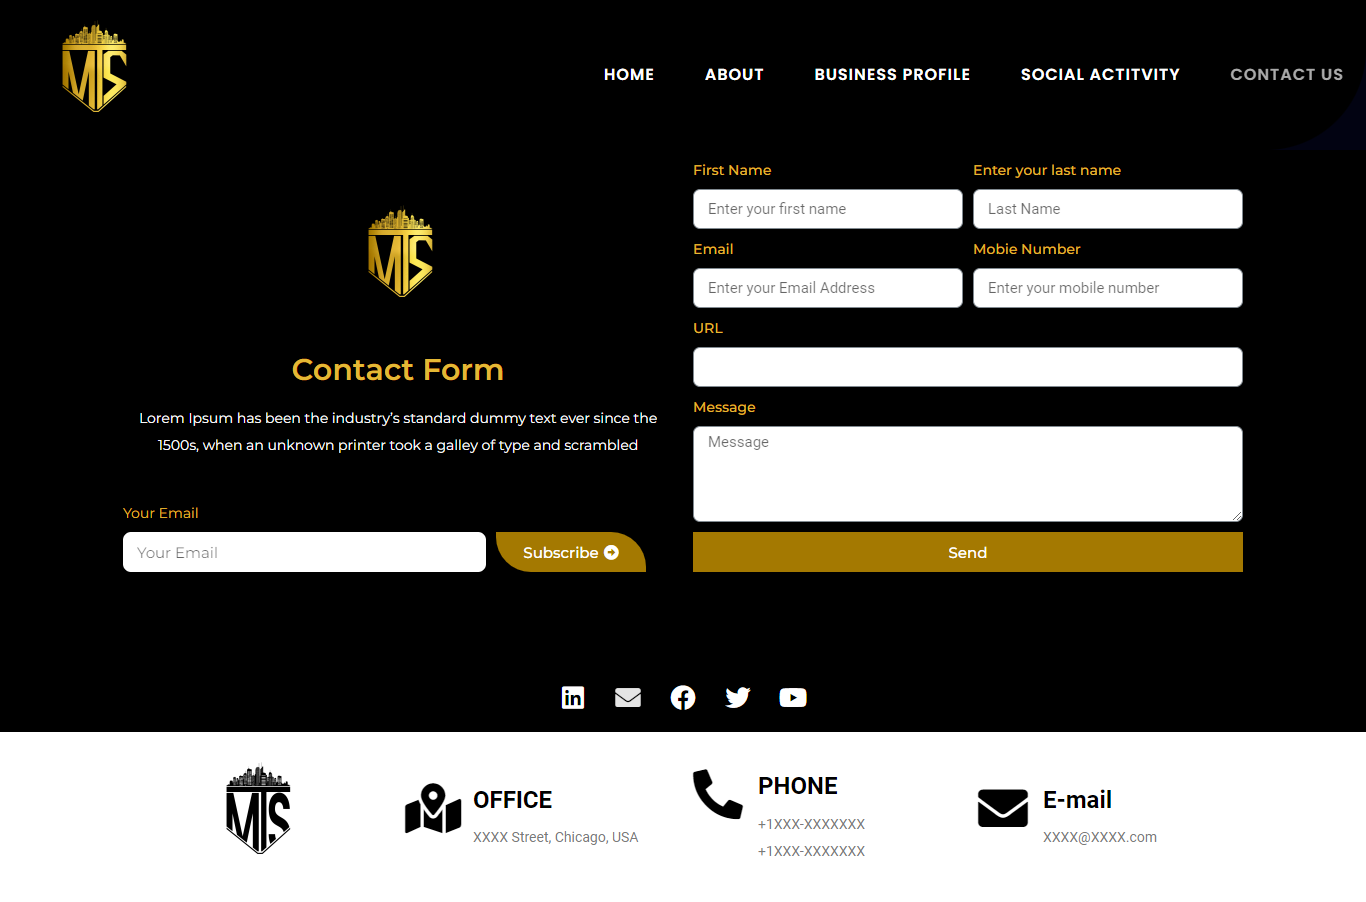 MTS
HOME ABOUT BUSINESS PROFILE SOCIAL ACTITVITY CONTACT US
MTS
Contact Form
Lorem Ipsum has been the industry’s standard dummy text ever since the
1500s, when an unknown printer took a galley of type and scrambled
Your Email
Your Email
Subscribe
First Name Enter your last name
Enter your first name Last Name
Email Mobie Number
Enter your Email Address Enter your mobile number
URL
Message
Message
Send
in
MTS
OFFICE
XXXX Street, Chicago, USA
PHONE
+1XXX-XXXXXXX
+1XXX-XXXXXXX
E-mail
XXXX@XXXX.com